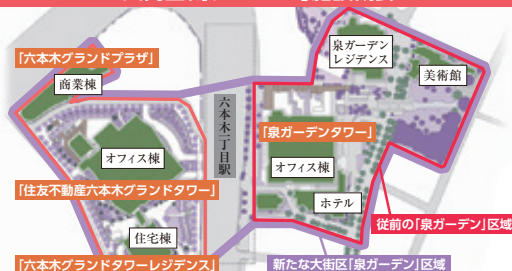 「六本木グランドプラザ」
商業棟
泉ガーデン
レジデンス
美術館
六本木一丁目駅
「泉ガーデンタワー」
オフィス棟
オフィス棟
「住友不動産六本木グランドタワー」
ホテル
従前の「泉ガーデン」区域
住宅棟
「六本木グランドタワーレジデンス」
新たな大街区「泉ガーデン」区域